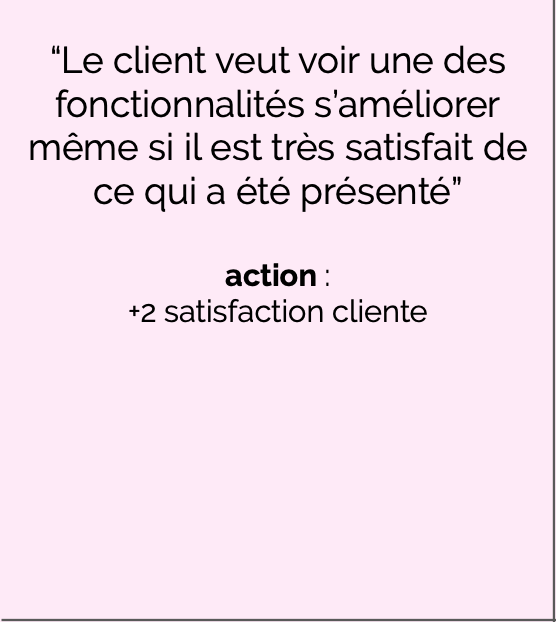 “Le client veut voir une des
fonctionnalités s’améliorer
même si il est très satisfait de
ce qui a été présenté”
action :
+2 satisfaction cliente